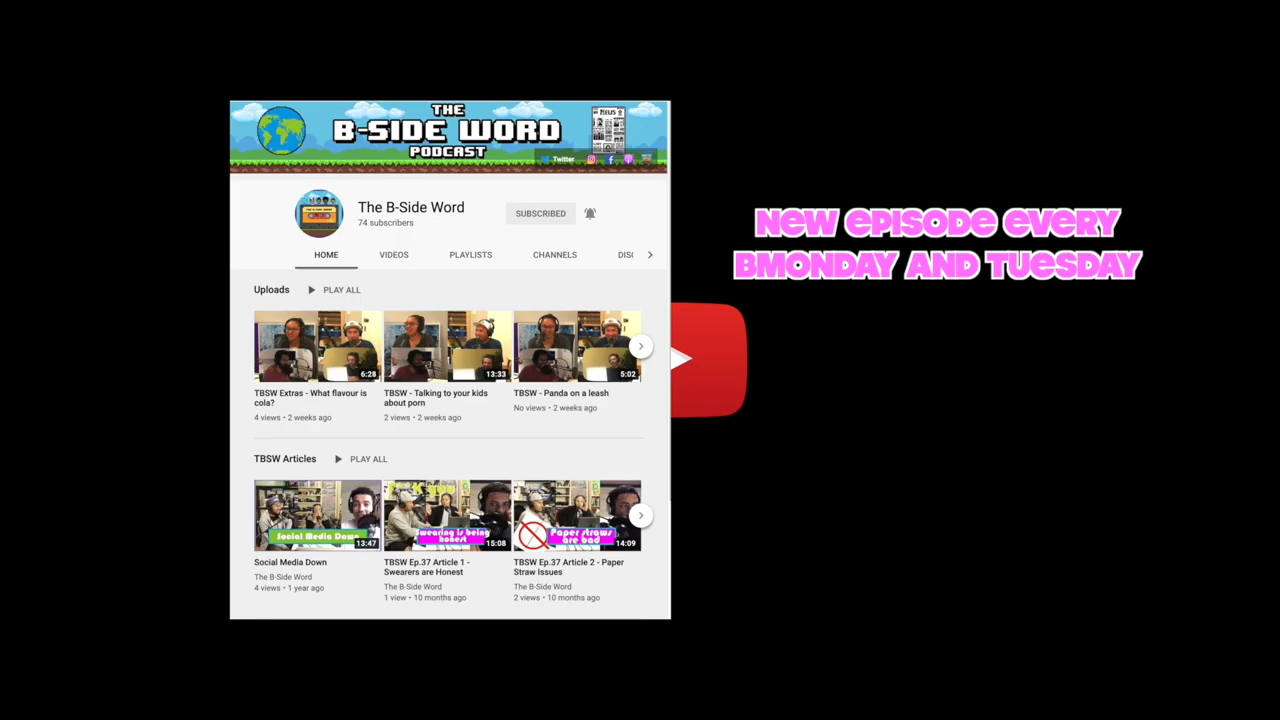 THE
B-SIDE WORD
PODCAST
NEWS
Twitter
The B-Side Word
74 subscribers
SUBSCRIBED
HOME
VIDEOS
PLAYLISTS
CHANNELS
DISC
Uploads
PLAY ALL
6:28
13:33
5:02
TBSW Extras - What flavour is
cola?
4 views • 2 weeks ago
TBSW - Talking to your kids
about porn
2 views • 2 weeks ago
TBSW - Panda on a leash
No views • 2 weeks ago
TBSW Articles
PLAY ALL
Social Media Down
13:47
Swearing is being
honest
15:08
Paper straws
are bad
14:09
Social Media Down
The B-Side Word
4 views • 1 year ago
TBSW Ep.37 Article 1 -
Swearers are Honest
The B-Side Word
1 view • 10 months ago
TBSW Ep.37 Article 2 - Paper
Straw Issues
The B-Side Word
2 views • 10 months ago
New episode every
BMonday and Tuesday